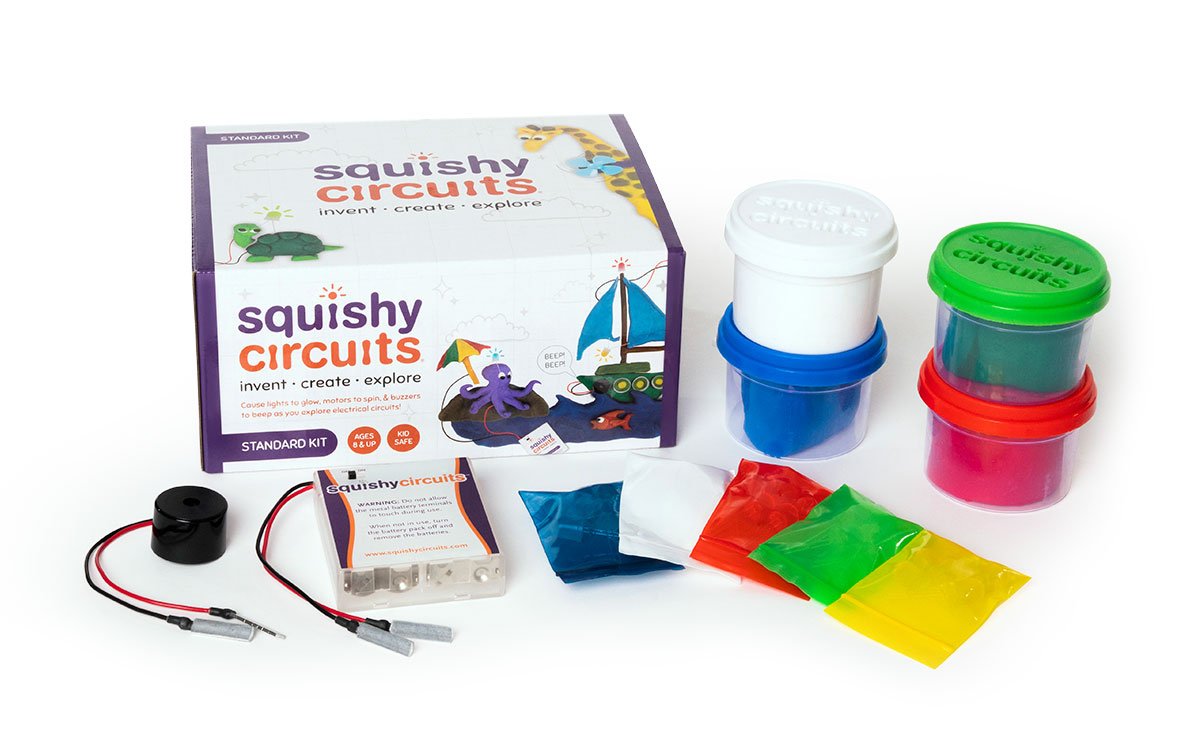 STANDARD KIT
squishy
circuits
invent · create · explore
squishy
circuits
invent · create · explore
Cause lights to glow, motors to spin, & buzzers
to beep as you explore electrical circuits!
STANDARD KIT
AGES
8 & UP
KID
SAFE
BEEP!
BEEP!
squishy
circuits
squishy
circuits
squishy
circuits
ON
squishycircuits
WARNING: Do not allow
the metal battery terminals
to touch during use.
When not in use, turn
the battery pack off and
remove the batteries.
www.squishycircuits.com